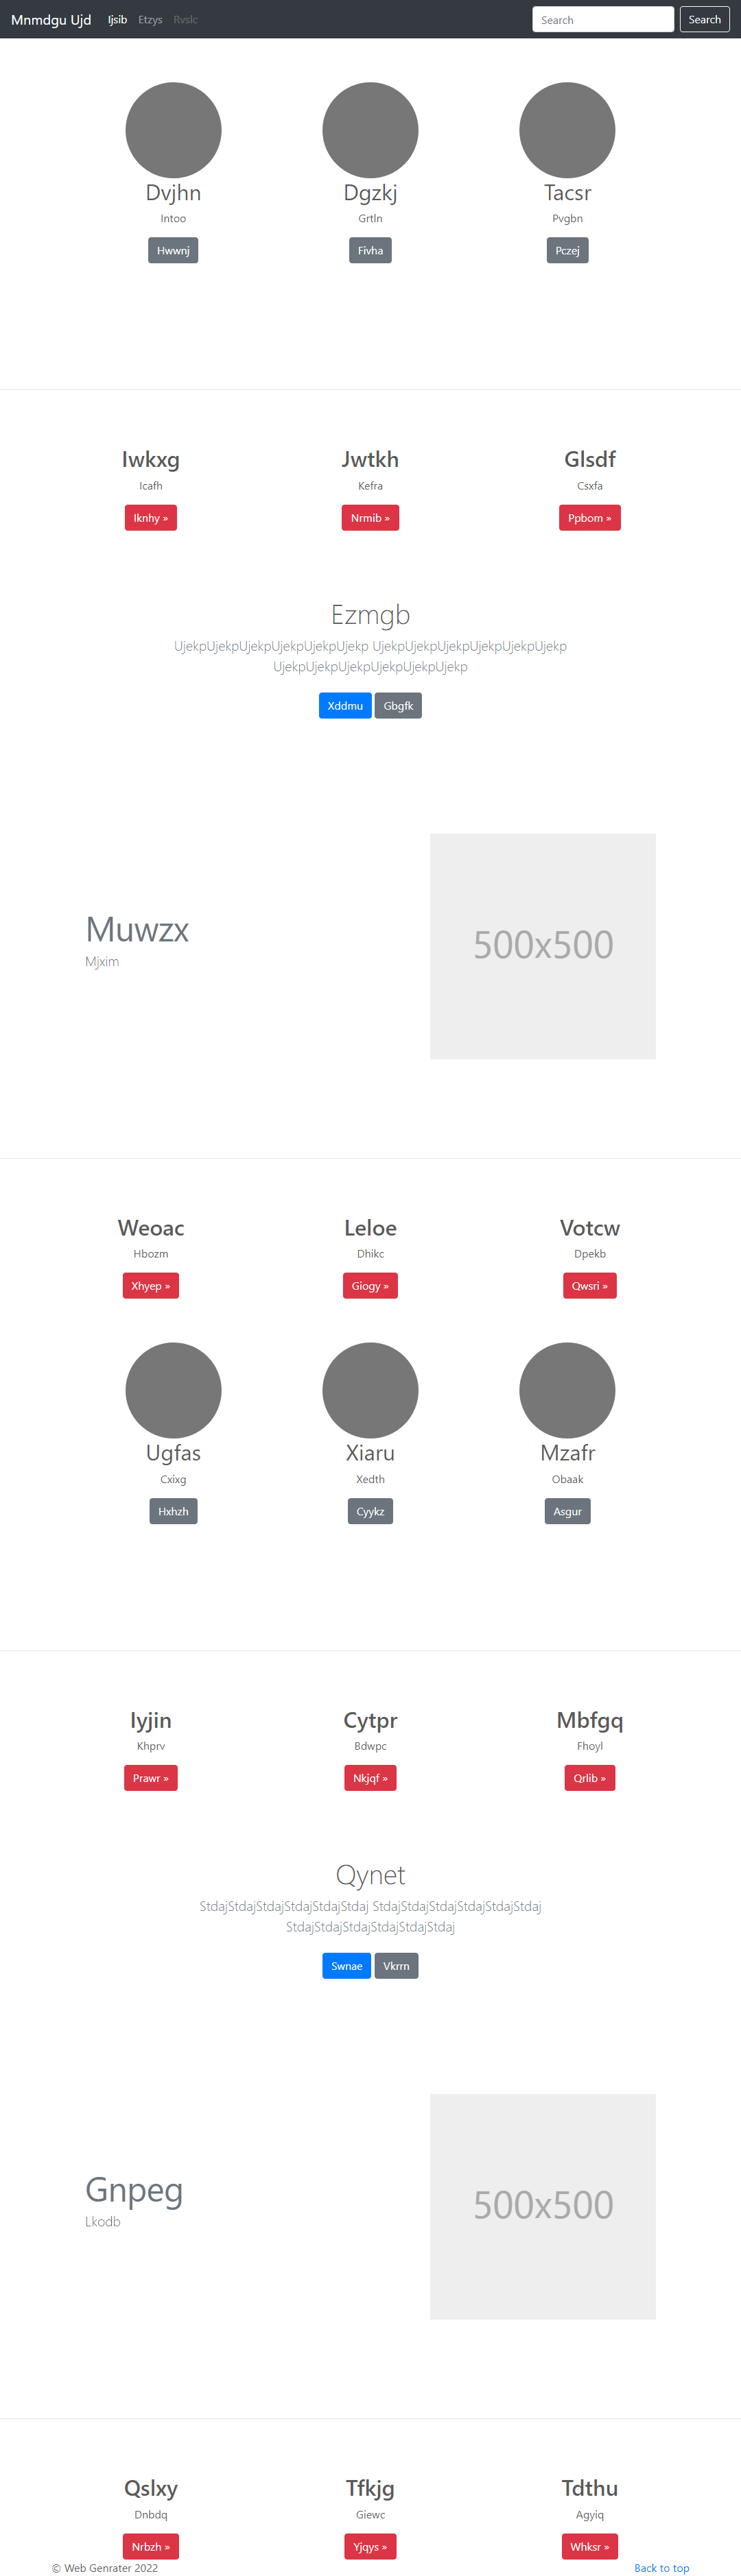 Mnmdgu Ujd Ijsib Etzys Rvslc Search Search
Dvjhn Dgzkj Tacsr
Intoo Grtln Pvgbn
Hwwnj Fivha Pczej
Iwkxg Jwtkh Glsdf
Icafh Kefra Csxfa
Iknhy » Nrmib » Ppbom »
Ezmgb
UjekpUjekpUjekpUjekpUjekpUjekp UjekpUjekpUjekpUjekpUjekpUjekp
UjekpUjekpUjekpUjekpUjekpUjekp
Xddmu Gbgfk
Muwzx
Mjxim
500x500
Weoac Leloe Votcw
Hbozm Dhikc Dpekb
Xhyep » Giogy » Qwsri »
Ugfas Xiaru Mzafr
Cxixg Xedth Obaak
Hxhzh Cyykz Asgur
Iyjin Cytpr Mbfgq
Khprv Bdwpc Fhoyl
Prawr » Nkjqf » Qrlib »
Qynet
StdajStdajStdajStdajStdajStdaj StdajStdajStdajStdajStdajStdaj
StdajStdajStdajStdajStdajStdaj
Swnae Vkrrn
Gnpeg
Lkodb
500x500
Qslxy Tfkjg Tdthu
Dnbdq Giewc Agyiq
Nrbzh » Yjqys » Whksr »
© Web Genrater 2022 Back to top